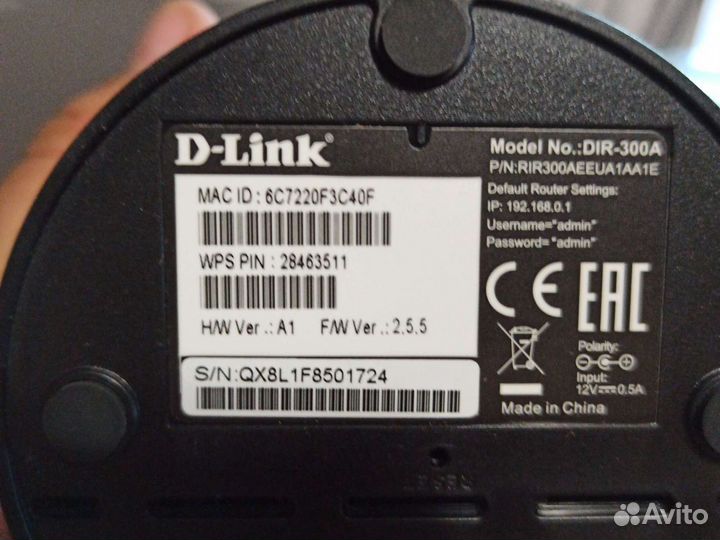 D-Link
Model No.:DIR-300A
P/N:RIR300AEEUA1AA1E
Default Router Settings:
IP: 192.168.0.1
Username="admin"
Password= "admin"
MAC ID : 6C7220F3C40F
WPS PIN : 28463511
H/W Ver .: A1 F/W Ver .: 2.5.5
S/N:QX8L1F8501724
CE EAC
Polarity:
Input:
12V⎓0.5A
Made in China
RESET
Avito